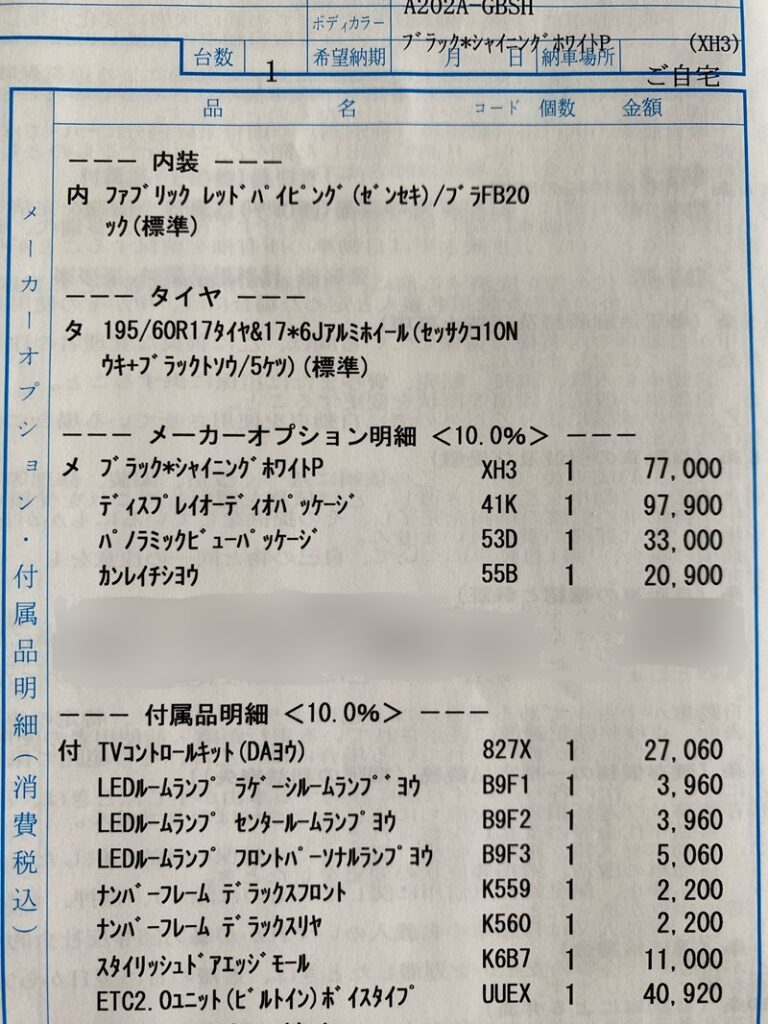 A202A-GBSH
ボディカラー
ﾌﾞﾗｯｸ*ｼｬｲﾆﾝｸﾞﾎﾜｲﾄP (XH3)
台数 1 希望納期 月 日 納車場所 ご自宅
品 名 コード 個数 金額
メーカーオプション・付属品明細(消費税込)
ーーー 内装 ーーー
内 ﾌｧﾌﾞﾘｯｸ ﾚｯﾄﾞﾊﾟｲﾋﾟﾝｸﾞ(ｾﾞﾝｾｷ)/ﾌﾞﾗFB20
ｯｸ(標準)
ーーー タイヤ ーーー
タ 195/60R17ﾀｲﾔ&17*6Jｱﾙﾐﾎｲｰﾙ(ｾｯｻｸｺ10N
ｳｷ+ﾌﾞﾗｯｸﾄｿｳ/5ｹﾂ)(標準)
ーーー メーカーオプション明細 <10.0%> ーーー
メ ﾌﾞﾗｯｸ*ｼｬｲﾆﾝｸﾞﾎﾜｲﾄP XH3 1 77,000
ﾃﾞｨｽﾌﾟﾚｲｵｰﾃﾞｨｵﾊﾟｯｹｰｼﾞ 41K 1 97,900
ﾊﾟﾉﾗﾐｯｸﾋﾞｭｰﾊﾟｯｹｰｼﾞ 53D 1 33,000
ｶﾝﾚｲﾁｼﾖｳ 55B 1 20,900
ーーー 付属品明細 <10.0%> ーーー
付 TVｺﾝﾄﾛｰﾙｷｯﾄ(DAﾖｳ) 827X 1 27,060
LEDﾙｰﾑﾗﾝﾌﾟ ﾗｹﾞｰｼﾞﾙｰﾑﾗﾝﾌﾟﾖｳ B9F1 1 3,960
LEDﾙｰﾑﾗﾝﾌﾟ ｾﾝﾀﾙｰﾑﾗﾝﾌﾟﾖｳ B9F2 1 3,960
LEDﾙｰﾑﾗﾝﾌﾟ ﾌﾛﾝﾄﾊﾟｰｿﾅﾙﾗﾝﾌﾟﾖｳ B9F3 1 5,060
ﾅﾝﾊﾞｰﾌﾚｰﾑ ﾃﾞﾗｯｸｽﾌﾛﾝﾄ K559 1 2,200
ﾅﾝﾊﾞｰﾌﾚｰﾑ ﾃﾞﾗｯｸｽﾘﾔ K560 1 2,200
ｽﾀｲﾘｯｼｭﾄﾞｱｴｯｼﾞﾓｰﾙ K6B7 1 11,000
ETC2.0ﾕﾆｯﾄ(ﾋﾞﾙﾄｲﾝ)ﾎﾞｲｽﾀｲﾌﾟ UUEX 1 40,920